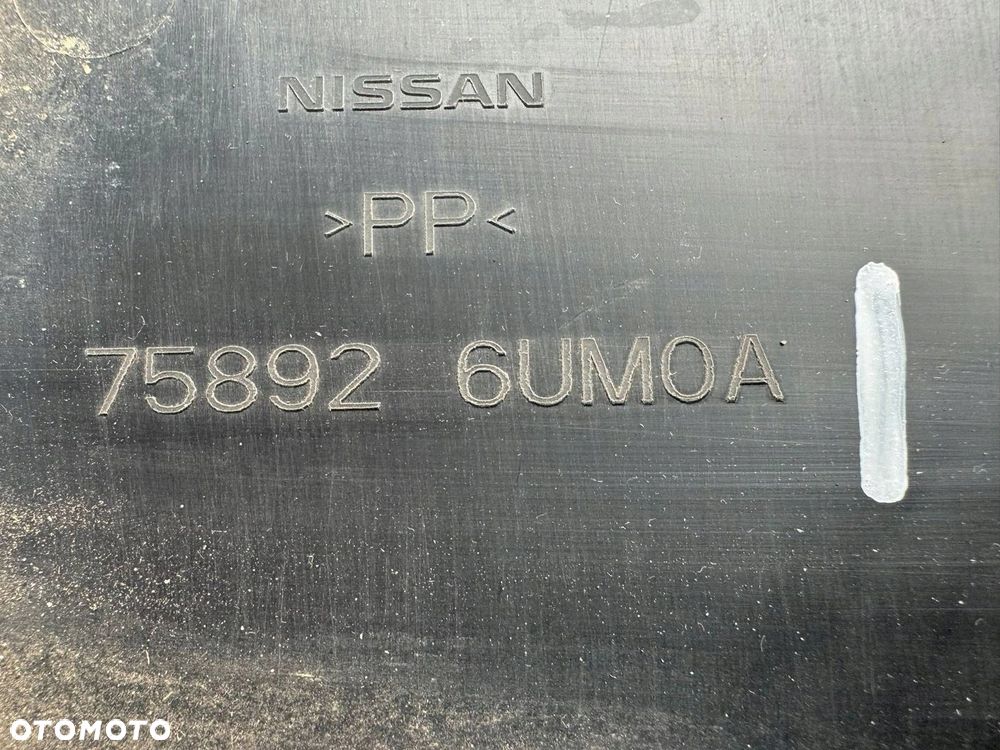 NISSAN
>PP<
75892 6UM0A
OTOMOTO